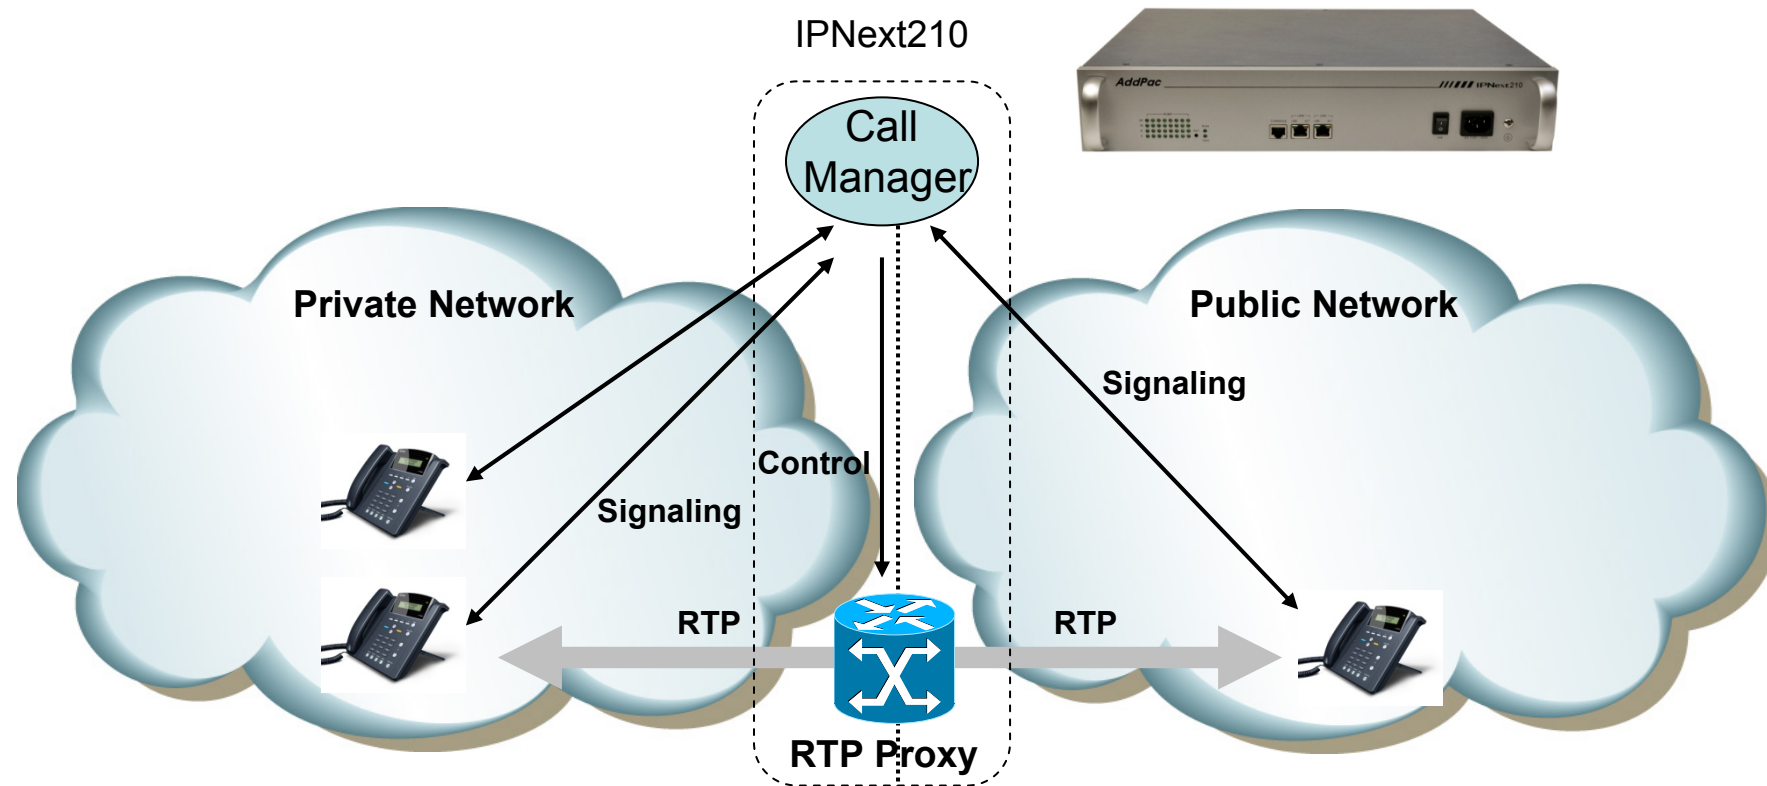 IPNext210
AddPac
IPNext210
Call
Manager
Private Network
Public Network
Signaling
Control
Signaling
RTP
RTP
RTP Proxy